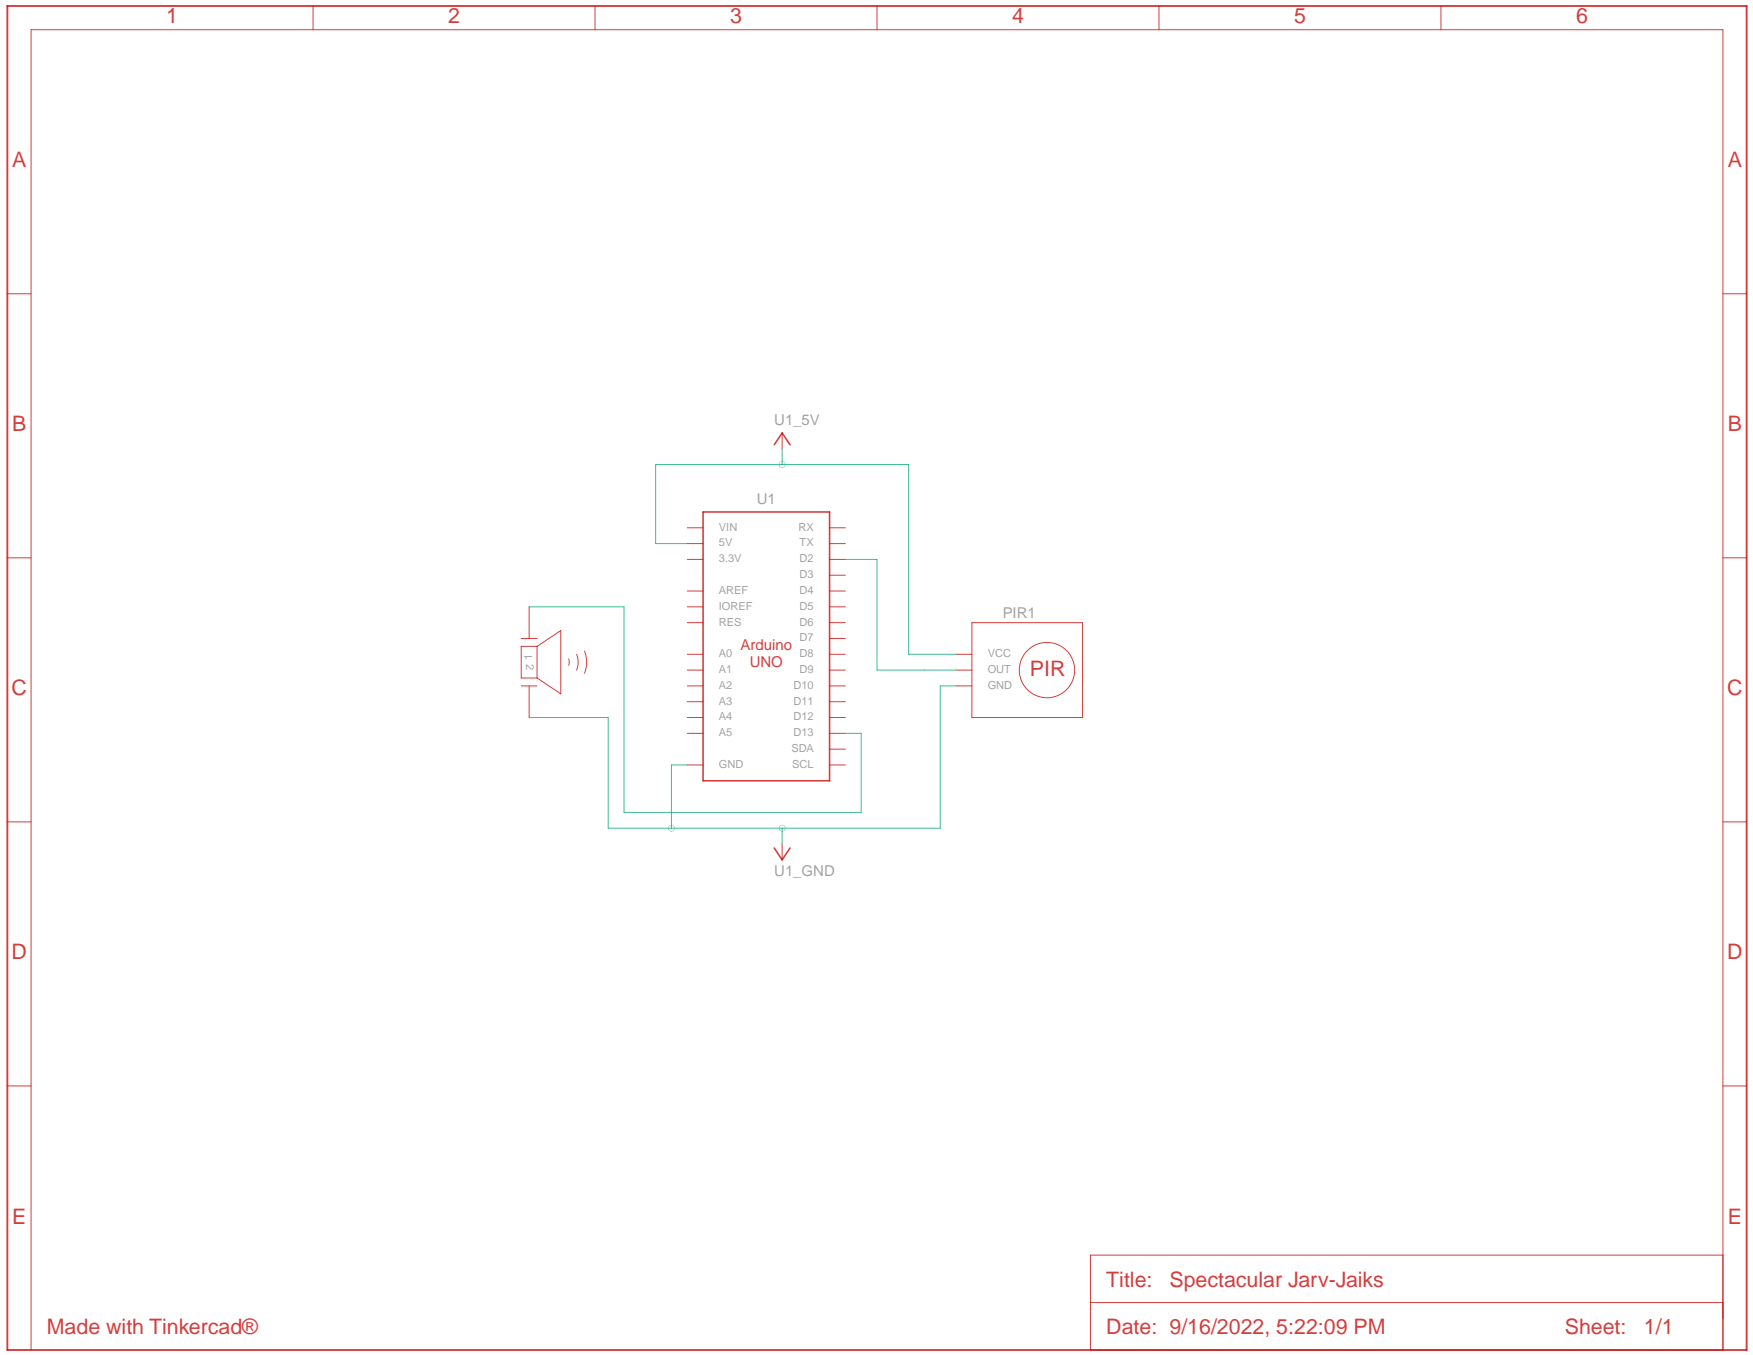 1 2 3 4 5 6
A A
B B
C C
D D
E E
U1_5V
U1
VIN RX
5V TX
3.3V D2
D3
AREF D4
IOREF D5
RES D6
D7
Arduino
UNO
A0 D8
A1 D9
A2 D10
A3 D11
A4 D12
A5 D13
SDA
GND SCL
1 2
PIR1
VCC
OUT
GND
PIR
U1_GND
Title: Spectacular Jarv-Jaiks
Date: 9/16/2022, 5:22:09 PM Sheet: 1/1
Made with Tinkercad®